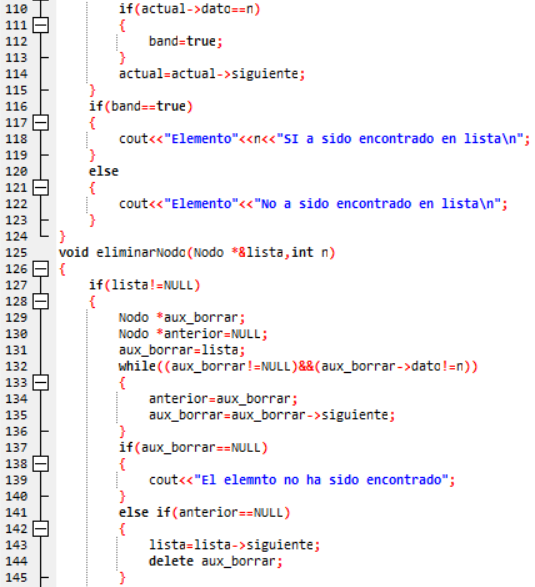 110 if(actual->dato==n)
111 {
112 band=true;
113 }
114 actual=actual->siguiente;
115 }
116 if(band==true)
117 {
118 cout<<"Elemento"<<n<<"SI a sido encontrado en lista\n";
119 }
120 else
121 {
122 cout<<"Elemento"<<"No a sido encontrado en lista\n";
123 }
124 }
125 void eliminarNodo(Nodo *&lista,int n)
126 {
127 if(lista!=NULL)
128 {
129 Nodo *aux_borrar;
130 Nodo *anterior=NULL;
131 aux_borrar=lista;
132 while((aux_borrar!=NULL)&&(aux_borrar->dato!=n))
133 {
134 anterior=aux_borrar;
135 aux_borrar=aux_borrar->siguiente;
136 }
137 if(aux_borrar==NULL)
138 {
139 cout<<"El elemnto no ha sido encontrado";
140 }
141 else if(anterior==NULL)
142 {
143 lista=lista->siguiente;
144 delete aux_borrar;
145 }